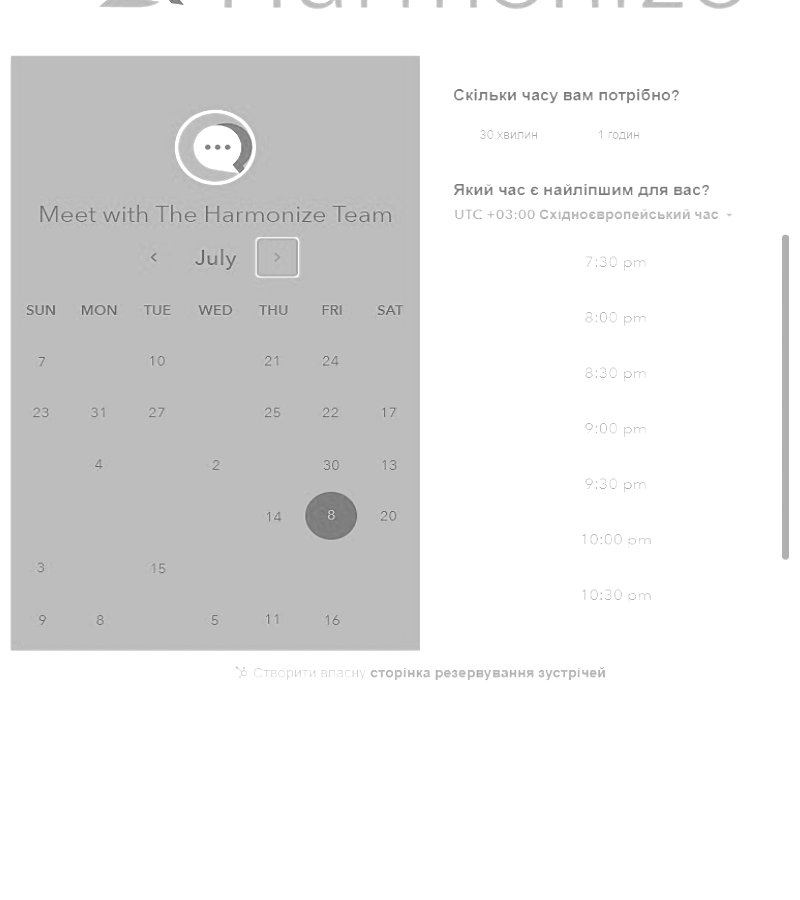 Harmonize
Meet with The Harmonize Team
July
SUN MON TUE WED THU FRI SAT
7 10 21 24
23 31 27 25 22 17
4 2 30 13
14 8 20
3 15
9 8 5 11 16
Скільки часу вам потрібно?
30 хвилин 1 годин
Який час є найліпшим для вас?
UTC +03:00 Східноєвропейський час
7:30 pm
8:00 pm
8:30 pm
9:00 pm
9:30 pm
10:00 pm
10:30 pm
Створити власну сторінка резервування зустрічей